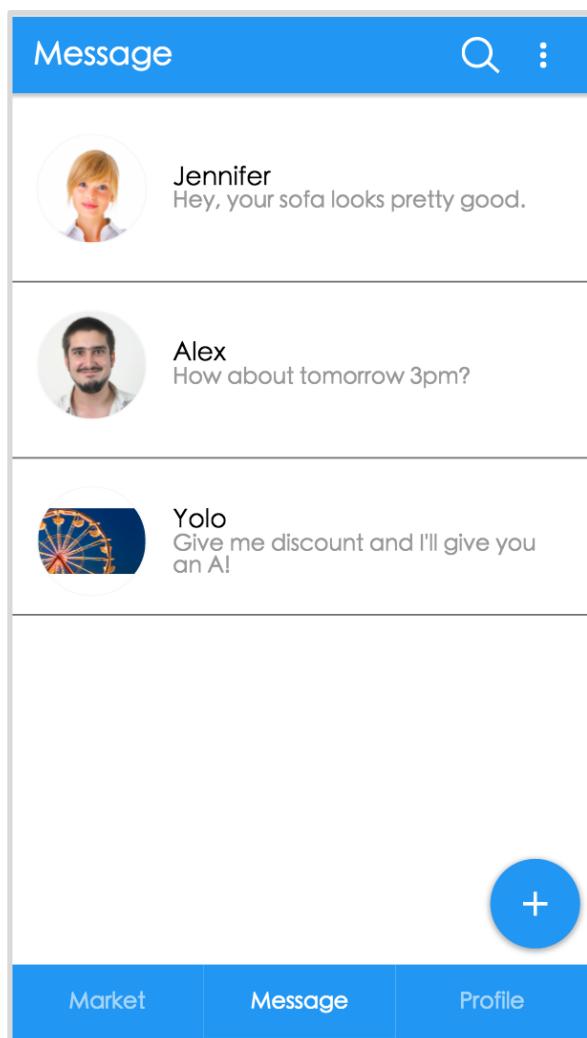 Message
Jennifer
Hey, your sofa looks pretty good.
Alex
How about tomorrow 3pm?
Yolo
Give me discount and I'll give you
an A!
+
Market Message Profile